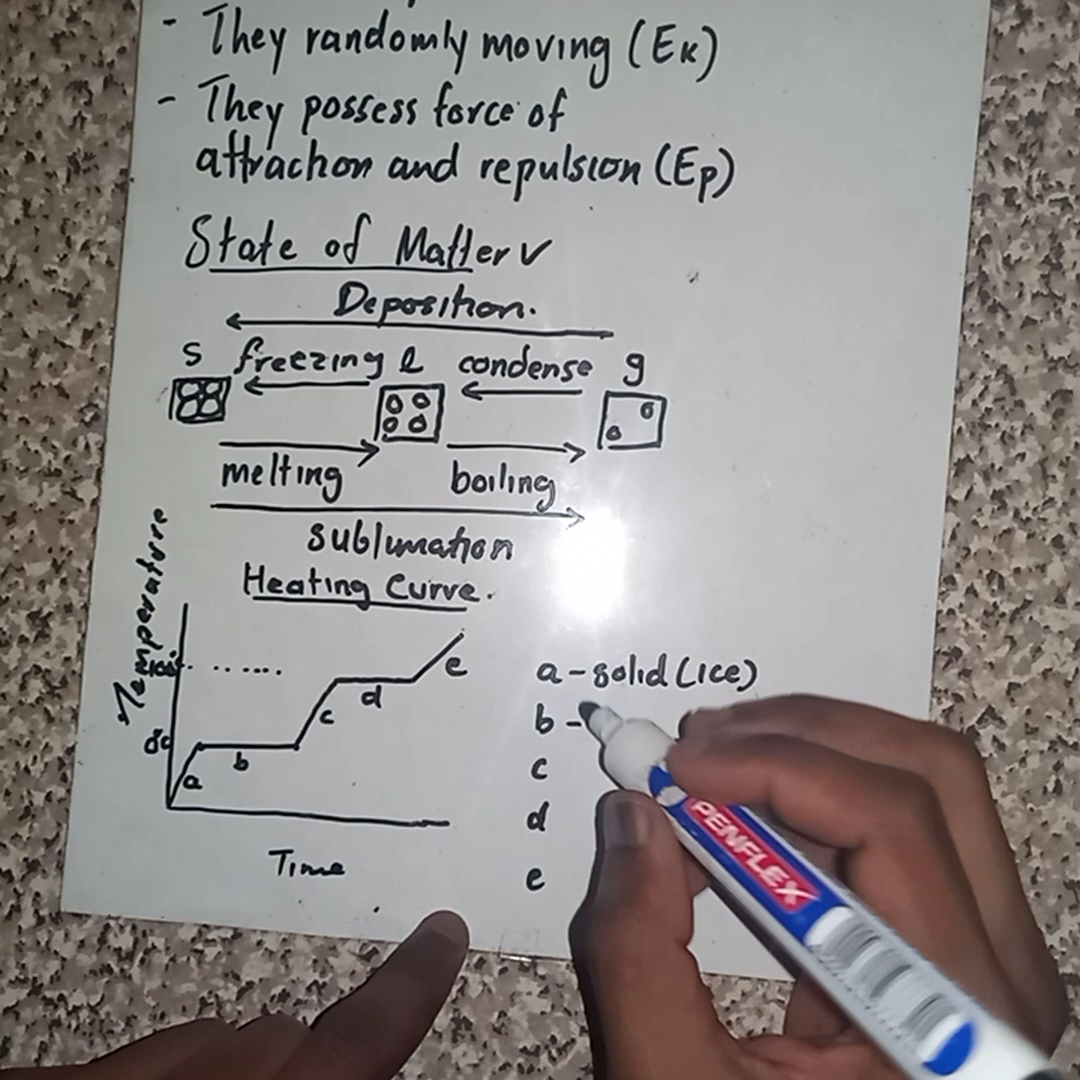 - They randomly moving (EK)
- They possess force of
attraction and repulsion (Ep)
State of Matter
Deposition.
s freezing l condense g
melting boiling
sublimation
Heating Curve.
Temperature
e
d
c
b
a
Time
a - solid (ice)
b -
c
d
e
PENFLEX